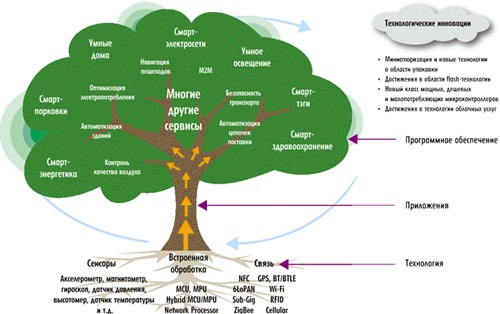 Технологические инновации
• Миниатюризация и новые технологии
в области упаковки
• Достижения в области flash-технологии
• Новый класс мощных, дешевых
и малопотребляющих микроконтроллеров
• Достижения в технологии облачных услуг
Смарт-
электросети
Умные
дома
Умное
освещение
Навигация
пешеходов
M2M
Оптимизация
электропотребления
Многие
другие
сервисы
Безопасность
транспорта
Смарт-
парковки
Смарт-
тэги
Автоматизация
зданий
Автоматизация
цепочек
поставки
Смарт-
здравоохранение
Смарт-
энергетика
Контроль
качества воздуха
Программное обеспечение
Приложения
Технология
Сенсоры
Акселерометр, магнитометр,
гироскоп, датчик давления,
высотомер, датчик температуры
и т.д.
Встроенная
обработка
MCU, MPU
Hybrid MCU/MPU
Network Processor
Связь
NFC GPS, BT/BTLE
6LoPAN Wi-Fi
Sub-Gig RFID
ZigBee Cellular